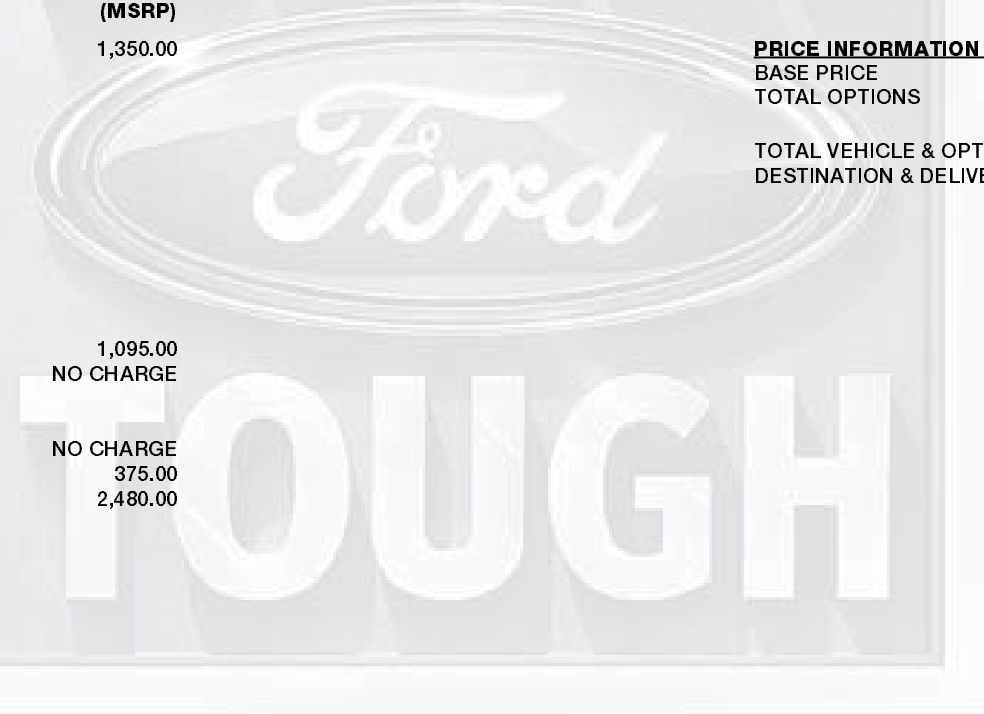 (MSRP)
1,350.00
PRICE INFORMATION
BASE PRICE
TOTAL OPTIONS
TOTAL VEHICLE & OPT
DESTINATION & DELIVE
Ford
1,095.00
NO CHARGE
NO CHARGE
375.00
2,480.00
TOUGH